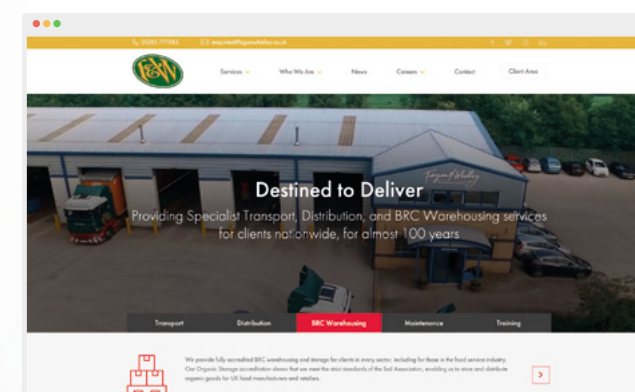 01282 771983 enquiries@faganwhalley.co.uk
F&W
Services Who We Are News Careers Contact Client Area
Fagan & Whalley
Destined to Deliver
Providing Specialist Transport, Distribution, and BRC Warehousing services
for clients nationwide, for almost 100 years
Transport Distribution BRC Warehousing Maintenance Training
We provide fully accredited BRC warehousing and storage for clients in every sector, including for those in the food service industry.
Our Organic Storage accreditation shows that we meet the strict standards of the Soil Association, enabling us to store and distribute
organic goods for UK food manufacturers and retailers.